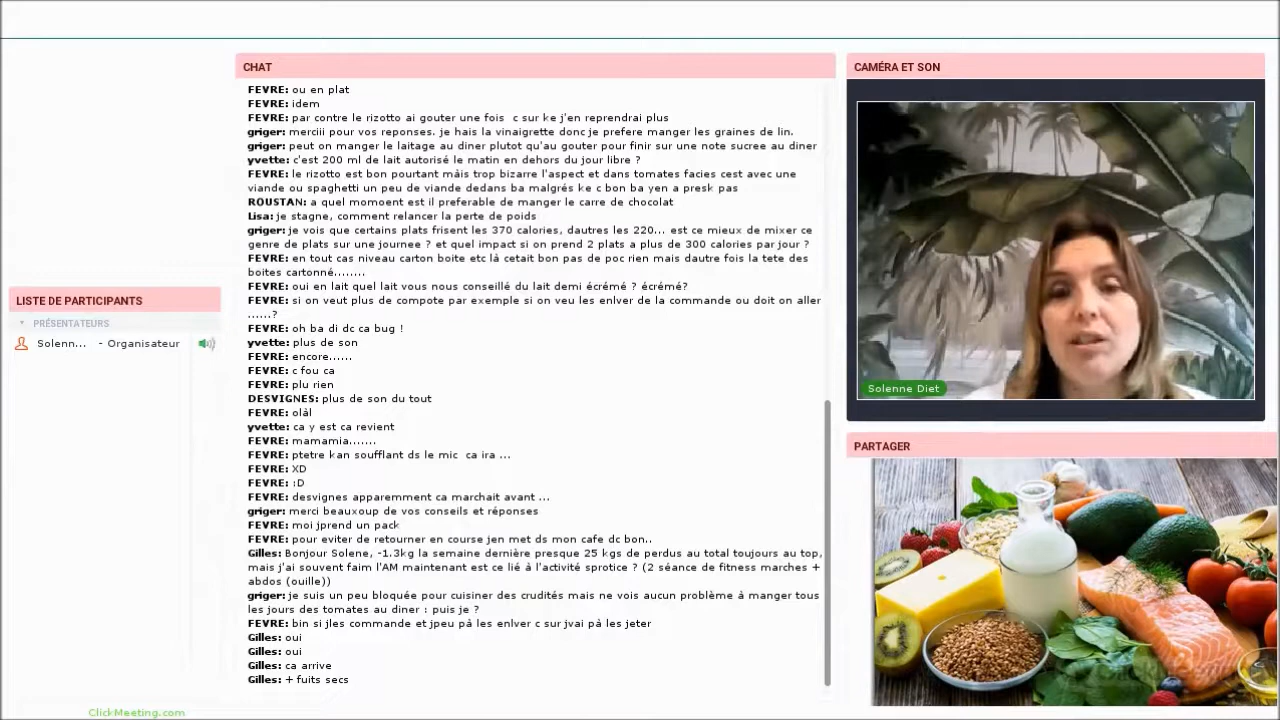 CHAT
FEVRE: ou en plat
FEVRE: idem
FEVRE: par contre le rizotto ai gouter une fois  c sur ke j'en reprendrai plus
griger: merciii pour vos reponses. je hais la vinaigrette donc je prefere manger les graines de lin.
griger: peut on manger le laitage au diner plutot qu'au gouter pour finir sur une note sucree au diner
yvette: c'est 200 ml de lait autorisé le matin en dehors du jour libre ?
FEVRE: le rizotto est bon pourtant màis trop bizarre l'aspect et dans tomates facies cest avec une
viande ou spaghetti un peu de viande dedans ba malgrés ke c bon ba yen a presk pas
ROUSTAN: a quel momoent est il preferable de manger le carre de chocolat
Lisa: je stagne, comment relancer la perte de poids
griger: je vois que certains plats frisent les 370 calories, dautres les 220... est ce mieux de mixer ce
genre de plats sur une journee ? et quel impact si on prend 2 plats a plus de 300 calories par jour ?
FEVRE: en tout cas niveau carton boite etc là cetait bon pas de poc rien mais dautre fois la tete des
boites cartonné........
FEVRE: oui en lait quel lait vous nous conseillé du lait demi écrémé ? écrémé?
FEVRE: si on veut plus de compote par exemple si on veu les enlver de la commande ou doit on aller
......?
FEVRE: oh ba di dc ca bug !
yvette: plus de son
FEVRE: encore......
FEVRE: c fou ca
FEVRE: plu rien
DESVIGNES: plus de son du tout
FEVRE: olàl
yvette: ca y est ca revient
FEVRE: mamamia.......
FEVRE: ptetre kan soufflant ds le mic  ca ira ...
FEVRE: XD
FEVRE: :D
FEVRE: desvignes apparemment ca marchait avant ...
griger: merci beauxoup de vos conseils et réponses
FEVRE: moi jprend un pack
FEVRE: pour eviter de retourner en course jen met ds mon cafe dc bon..
Gilles: Bonjour Solene, -1.3kg la semaine dernière presque 25 kgs de perdus au total toujours au top,
mais j'ai souvent faim l'AM maintenant est ce lié à l'activité sprotice ? (2 séance de fitness marches +
abdos (ouille))
griger: je suis un peu bloquée pour cuisiner des crudités mais ne vois aucun problème à manger tous
les jours des tomates au diner : puis je ?
FEVRE: bin si jles commande et jpeu pà les enlver c sur jvai pà les jeter
Gilles: oui
Gilles: oui
Gilles: ca arrive
Gilles: + fuits secs
LISTE DE PARTICIPANTS
PRÉSENTATEURS
Solenn... - Organisateur
ClickMeeting.com
CAMÉRA ET SON
Solenne Diet
PARTAGER